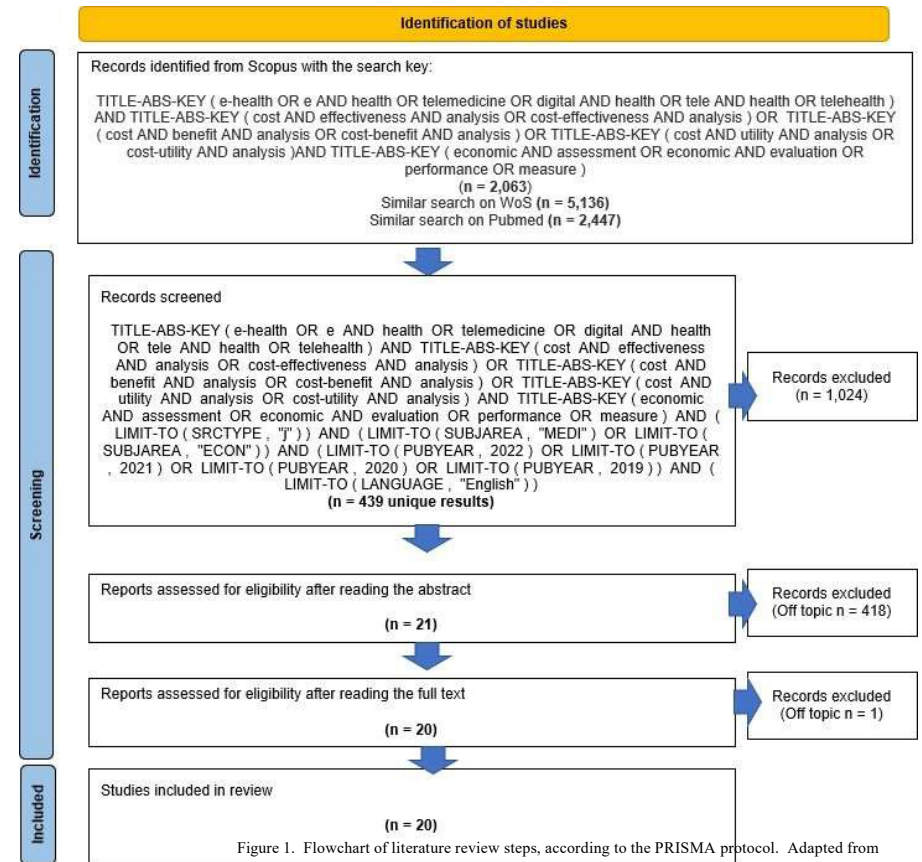 Identification of studies
Identification
Records identified from Scopus with the search key:
TITLE-ABS-KEY ( e-health OR e AND health OR telemedicine OR digital AND health OR tele AND health OR telehealth )
AND TITLE-ABS-KEY ( cost AND effectiveness AND analysis OR cost-effectiveness AND analysis ) OR TITLE-ABS-KEY
( cost AND benefit AND analysis OR cost-benefit AND analysis ) OR TITLE-ABS-KEY ( cost AND utility AND analysis OR
cost-utility AND analysis )AND TITLE-ABS-KEY ( economic AND assessment OR economic AND evaluation OR
performance OR measure )
(n = 2,063)
Similar search on WoS (n = 5,136)
Similar search on Pubmed (n = 2,447)
Screening
Records screened
TITLE-ABS-KEY ( e-health OR e AND health OR telemedicine OR digital AND health
OR tele AND health OR telehealth ) AND TITLE-ABS-KEY ( cost AND effectiveness
AND analysis OR cost-effectiveness AND analysis ) OR TITLE-ABS-KEY ( cost AND
benefit AND analysis OR cost-benefit AND analysis ) OR TITLE-ABS-KEY ( cost AND
utility AND analysis OR cost-utility AND analysis ) AND TITLE-ABS-KEY ( economic
AND assessment OR economic AND evaluation OR performance OR measure ) AND (
LIMIT-TO ( SRCTYPE , "j" ) ) AND ( LIMIT-TO ( SUBJAREA , "MEDI" ) OR LIMIT-TO (
SUBJAREA , "ECON" ) ) AND ( LIMIT-TO ( PUBYEAR , 2022 ) OR LIMIT-TO ( PUBYEAR
, 2021 ) OR LIMIT-TO ( PUBYEAR , 2020 ) OR LIMIT-TO ( PUBYEAR , 2019 ) ) AND (
LIMIT-TO ( LANGUAGE , "English" ) )
(n = 439 unique results)
Records excluded
(n = 1,024)
Reports assessed for eligibility after reading the abstract
(n = 21)
Records excluded
(Off topic n = 418)
Reports assessed for eligibility after reading the full text
(n = 20)
Records excluded
(Off topic n = 1)
Included
Studies included in review
(n = 20)
Figure 1. Flowchart of literature review steps, according to the PRISMA protocol. Adapted from